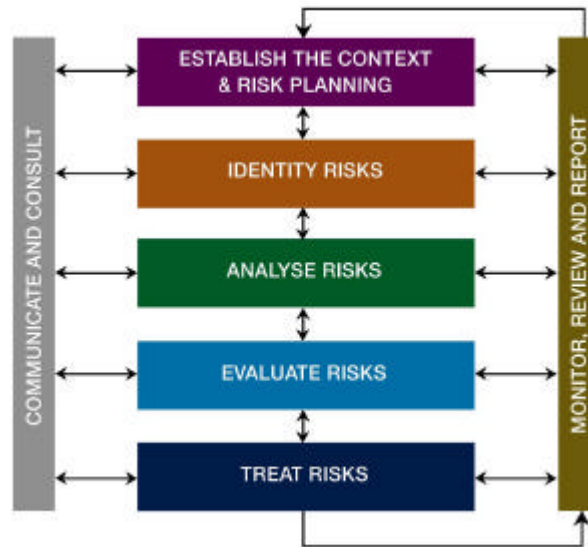 ESTABLISH THE CONTEXT
& RISK PLANNING
IDENTITY RISKS
ANALYSE RISKS
EVALUATE RISKS
TREAT RISKS
COMMUNICATE AND CONSULT
MONITOR, REVIEW AND REPORT